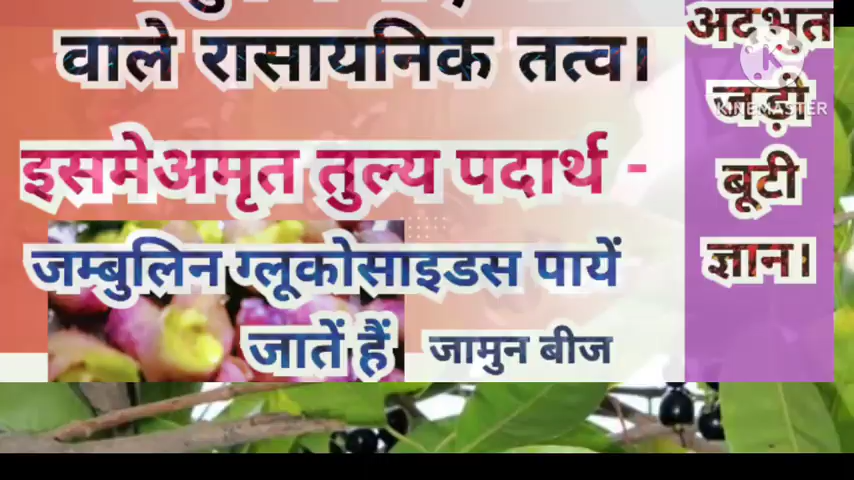 वाले रासायनिक तत्व।
इसमेअमृत तुल्य पदार्थ -
जम्बुलिन ग्लूकोसाइडस पायें
जातें हैं जामुन बीज
अदभुत
जड़ी
बूटी
ज्ञान।
KINEMASTER